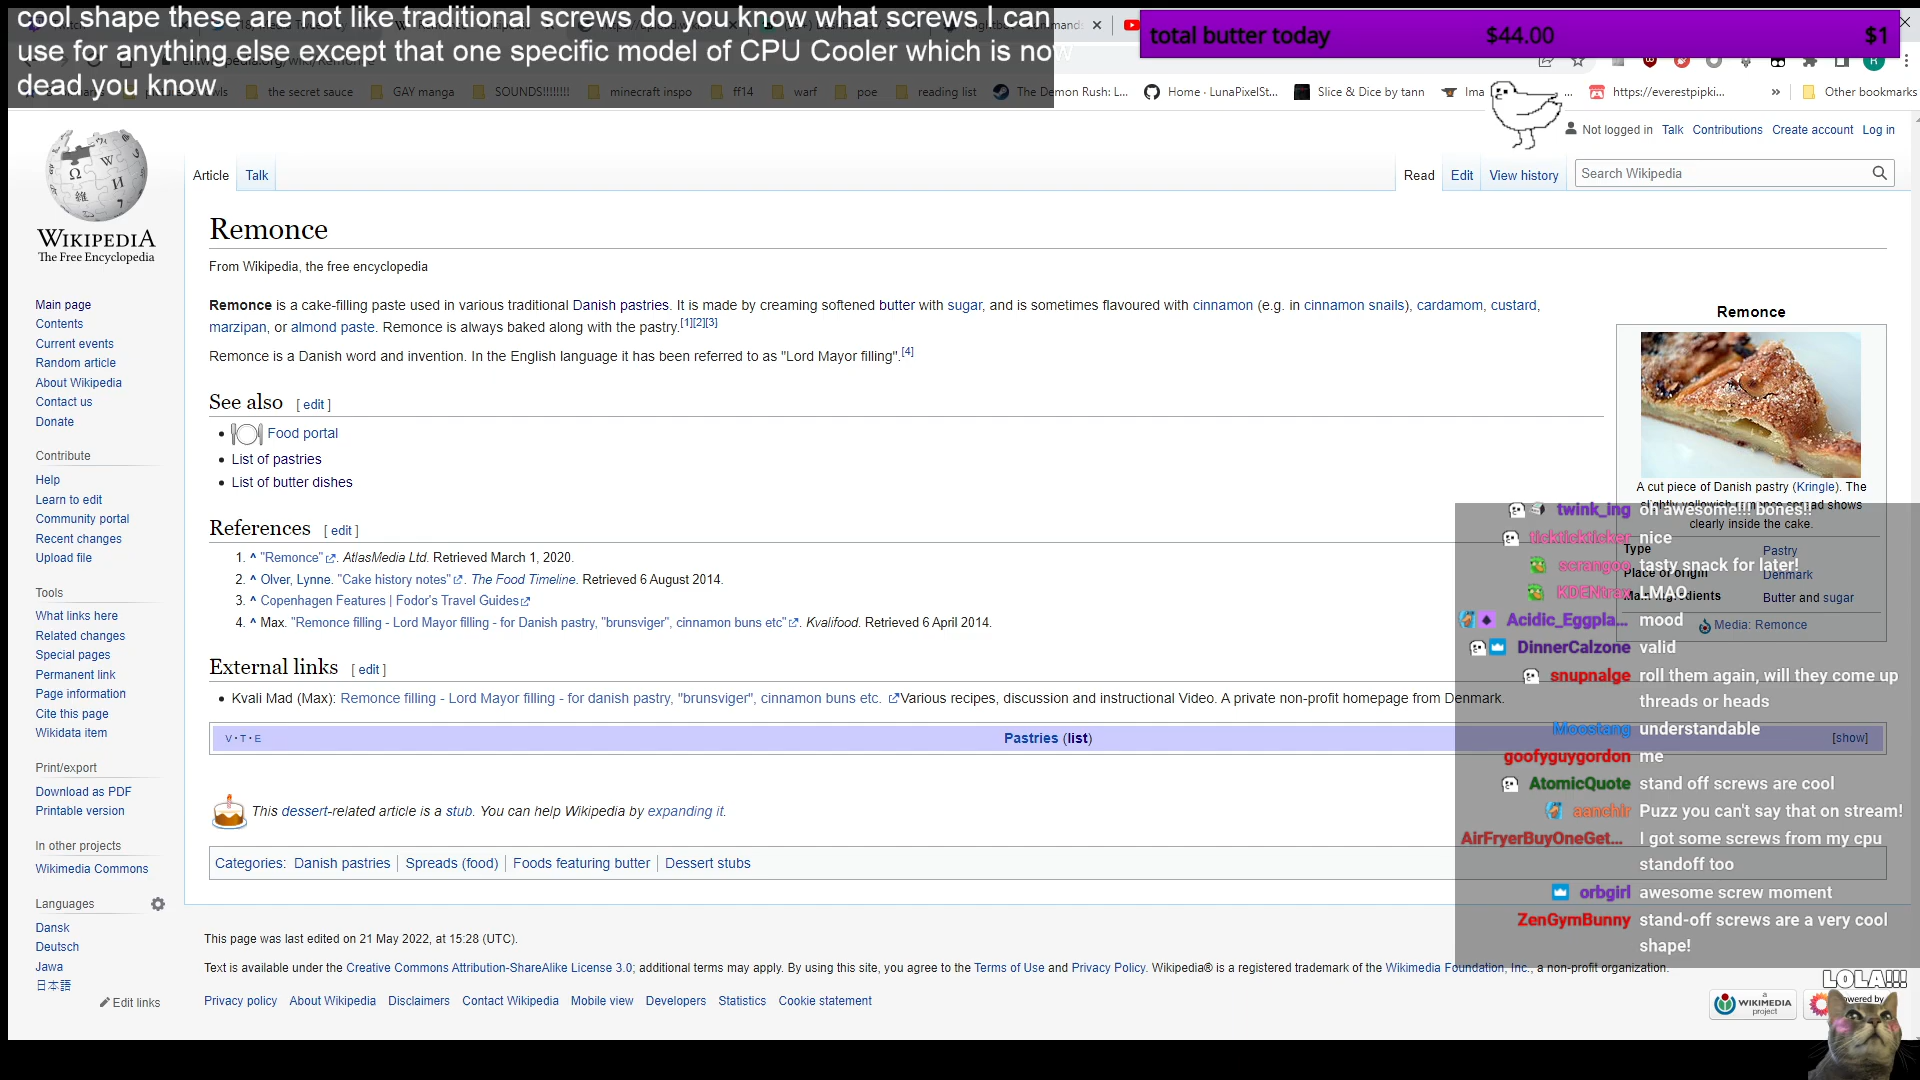 cool shape these are not like traditional screws do you know what screws I can
use for anything else except that one specific model of CPU Cooler which is now
dead you know
total butter today $44.00 $1
the secret sauce
GAY manga
SOUNDS!!!!!!!!
minecraft inspo
ff14
warf
poe
reading list
The Demon Rush: L...
Home · LunaPixelSt...
Slice & Dice by tann
Ima
https://everestpipki...
»
Other bookmarks
Not logged in Talk Contributions Create account Log in
Article Talk
Read Edit View history
Search Wikipedia
WIKIPEDIA
The Free Encyclopedia
Main page
Contents
Current events
Random article
About Wikipedia
Contact us
Donate
Contribute
Help
Learn to edit
Community portal
Recent changes
Upload file
Tools
What links here
Related changes
Special pages
Permanent link
Page information
Cite this page
Wikidata item
Print/export
Download as PDF
Printable version
In other projects
Wikimedia Commons
Languages
Dansk
Deutsch
Jawa
日本語
Edit links
Remonce
From Wikipedia, the free encyclopedia
Remonce is a cake-filling paste used in various traditional Danish pastries. It is made by creaming softened butter with sugar, and is sometimes flavoured with cinnamon (e.g. in cinnamon snails), cardamom, custard,
marzipan, or almond paste. Remonce is always baked along with the pastry.[1][2][3]
Remonce is a Danish word and invention. In the English language it has been referred to as "Lord Mayor filling".[4]
See also [ edit ]
• Food portal
• List of pastries
• List of butter dishes
References [ edit ]
1. ^ "Remonce". AtlasMedia Ltd. Retrieved March 1, 2020.
2. ^ Olver, Lynne. "Cake history notes". The Food Timeline. Retrieved 6 August 2014.
3. ^ Copenhagen Features | Fodor's Travel Guides
4. ^ Max. "Remonce filling - Lord Mayor filling - for Danish pastry, "brunsviger", cinnamon buns etc". Kvalifood. Retrieved 6 April 2014.
External links [ edit ]
• Kvali Mad (Max): Remonce filling - Lord Mayor filling - for danish pastry, "brunsviger", cinnamon buns etc. Various recipes, discussion and instructional Video. A private non-profit homepage from Denmark.
V·T·E Pastries (list) [show]
This dessert-related article is a stub. You can help Wikipedia by expanding it.
Categories: Danish pastries | Spreads (food) | Foods featuring butter | Dessert stubs
Remonce
A cut piece of Danish pastry (Kringle). The
clearly inside the cake.
Type Pastry
Place of origin Denmark
Main ingredients Butter and sugar
Media: Remonce
twink_ing oh awesome!!! bones!!
ticktickticker nice
scrangoo tasty snack for later!
KDENtrax LMAO
Acidic_Eggpla... mood
DinnerCalzone valid
snupnalge roll them again, will they come up
threads or heads
Moostang understandable
goofyguygordon me
AtomicQuote stand off screws are cool
aanchir Puzz you can't say that on stream!
AirFryerBuyOneGet... I got some screws from my cpu
standoff too
orbgirl awesome screw moment
ZenGymBunny stand-off screws are a very cool
shape!
This page was last edited on 21 May 2022, at 15:28 (UTC).
Text is available under the Creative Commons Attribution-ShareAlike License 3.0; additional terms may apply. By using this site, you agree to the Terms of Use and Privacy Policy. Wikipedia® is a registered trademark of the Wikimedia Foundation, Inc., a non-profit organization.
Privacy policy About Wikipedia Disclaimers Contact Wikipedia Mobile view Developers Statistics Cookie statement
a
WIKIMEDIA
project
LOLA!!!